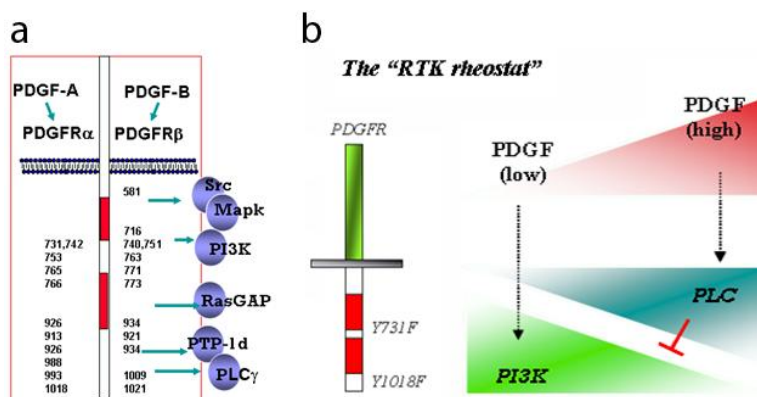 a
PDGF-A
PDGF-B
PDGFRα
PDGFRβ
581
Src
Mapk
716
731,742
740,751
PI3K
753
763
765
771
766
773
RasGAP
926
934
913
921
926
934
PTP-1d
988
993
1009
PLCγ
1018
1021
b
The "RTK rheostat"
PDGFR
PDGF
(low)
PDGF
(high)
Y731F
Y1018F
PLC
PI3K